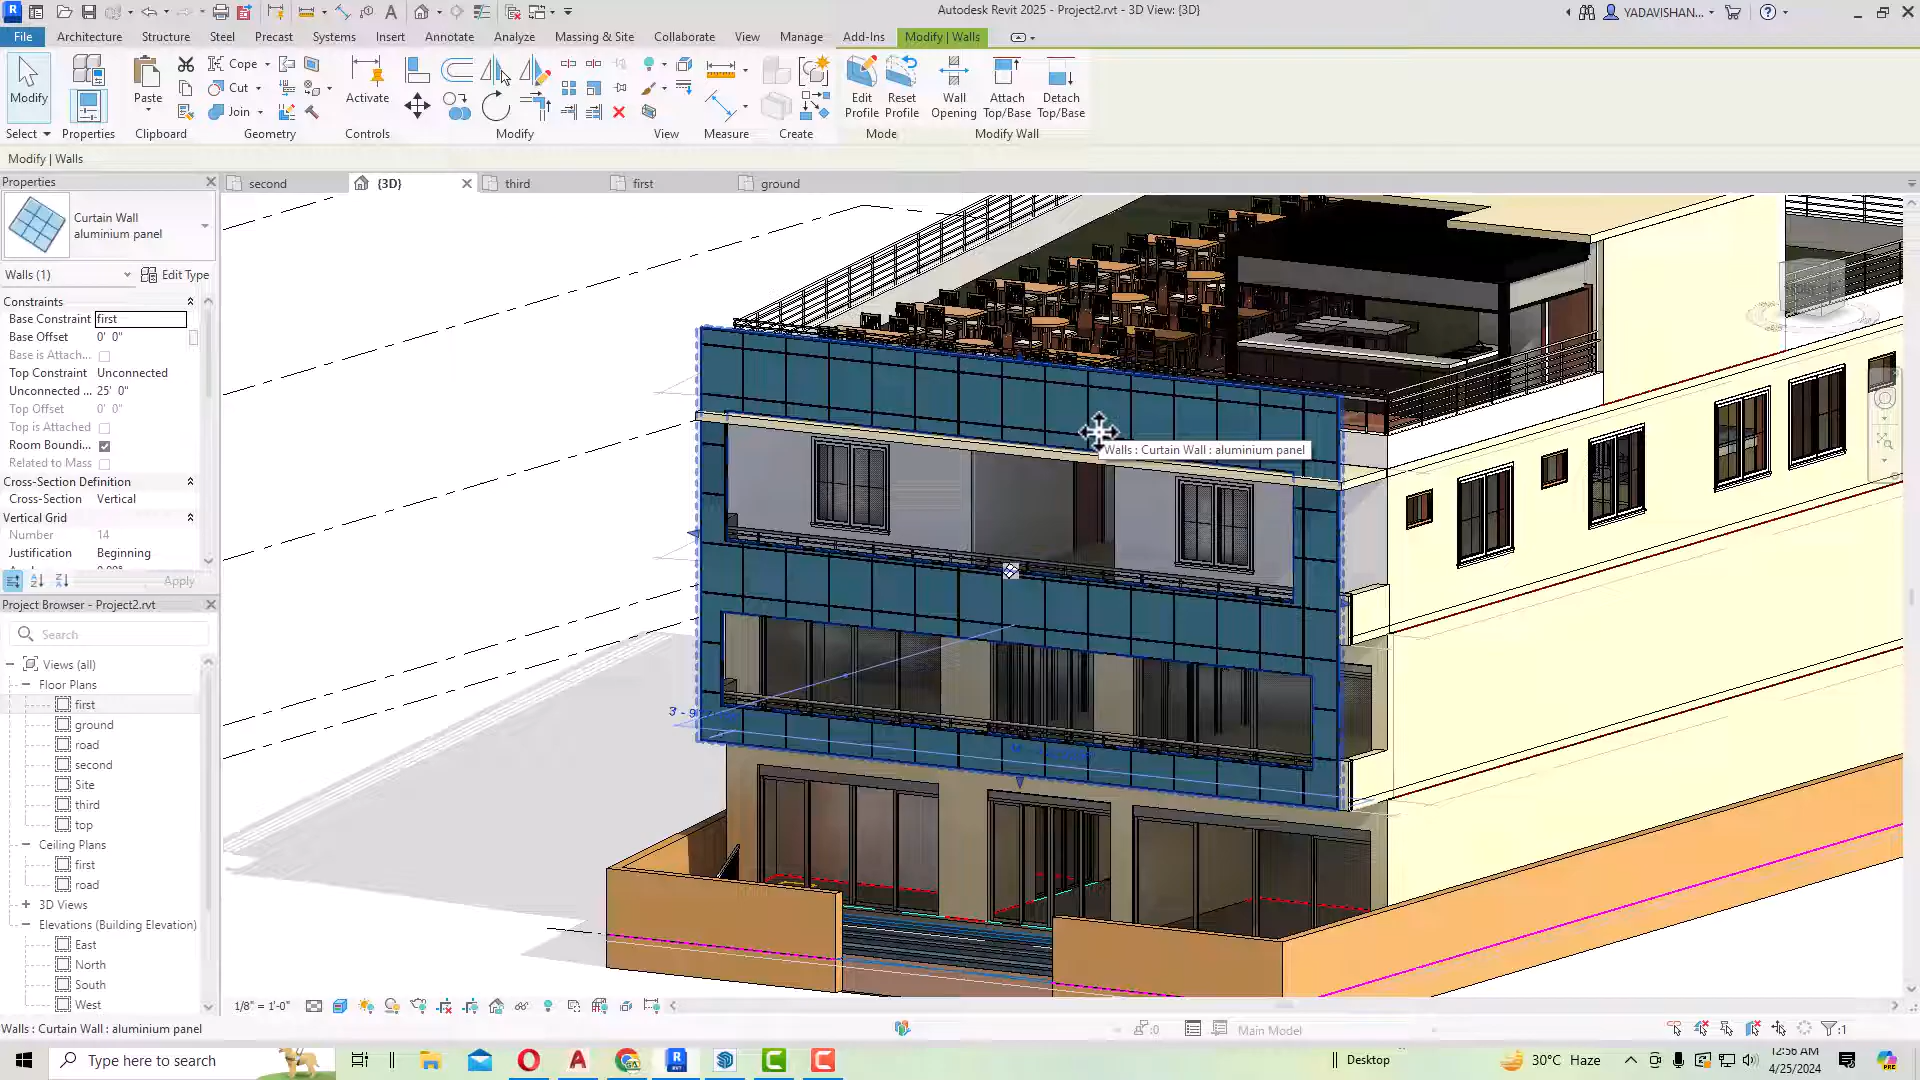 Autodesk Revit 2025 - Project2.rvt - 3D View: {3D}
YADAVISHAN...
File Architecture Structure Steel Precast Systems Insert Annotate Analyze Massing & Site Collaborate View Manage Add-Ins Modify | Walls
Modify
Paste
Cope
Cut
Join
Activate
Edit Profile
Reset Profile
Wall Opening
Attach Top/Base
Detach Top/Base
Select Properties Clipboard Geometry Controls Modify View Measure Create Mode Modify Wall
Modify | Walls
Properties
second
{3D}
third
first
ground
Curtain Wall
aluminium panel
Walls (1)
Edit Type
Constraints
Base Constraint first
Base Offset 0' 0"
Base is Attach...
Top Constraint Unconnected
Unconnected ... 25' 0"
Top Offset 0' 0"
Top is Attached
Room Boundi...
Related to Mass
Cross-Section Definition
Cross-Section Vertical
Vertical Grid
Number 14
Justification Beginning
Apply
Project Browser - Project2.rvt
Search
Views (all)
Floor Plans
first
ground
road
second
Site
third
top
Ceiling Plans
first
road
3D Views
Elevations (Building Elevation)
East
North
South
West
Walls : Curtain Wall : aluminium panel
1/8" = 1'-0"
Walls : Curtain Wall : aluminium panel
:0
Main Model
:1
Type here to search
Desktop
30°C Haze
12:56 AM
4/25/2024